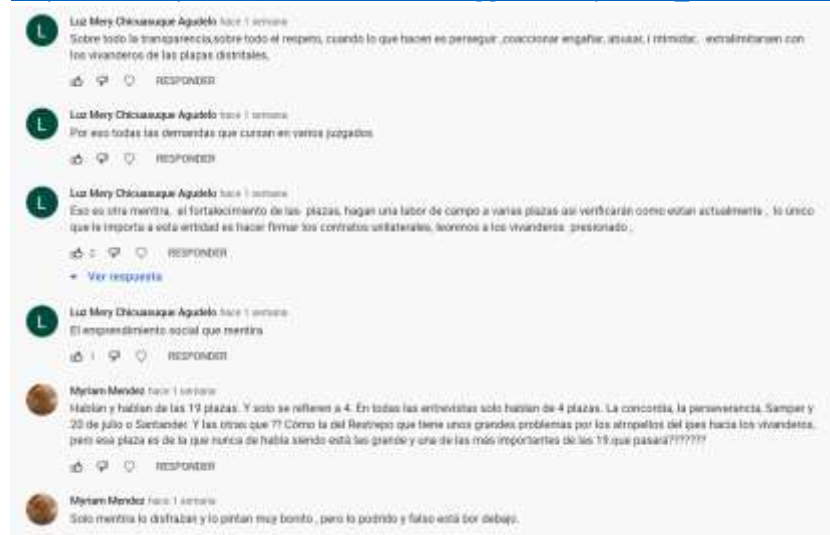 L
Luz Mery Chicuasuque Agudelo hace 1 semana
Sobre todo la transparencia,sobre todo el respeto, cuando lo que hacen es perseguir ,coaccionar engañar, abusar, i ntimidar, extralimitarsen con
los vivanderos de las plazas distritales,
RESPONDER
L
Luz Mery Chicuasuque Agudelo hace 1 semana
Por eso todas las demandas que cursan en varios juzgados
RESPONDER
L
Luz Mery Chicuasuque Agudelo hace 1 semana
Eso es otra mentira, el fortalecimiento de las plazas, hagan una labor de campo a varias plazas asi verificarán como estan actualmente , lo unico
que le importa a esta entidad es hacer firmar los contratos unilaterales, leoninos a los vivanderos presionado ,
2 RESPONDER
Ver respuesta
L
Luz Mery Chicuasuque Agudelo hace 1 semana
El emprendimiento social que mentira
1 RESPONDER
Myriam Mendez hace 1 semana
Hablan y hablan de las 19 plazas. Y solo se refieren a 4. En todas las entrevistas solo hablan de 4 plazas. La concordia, la perseverancia, Samper y
20 de julio o Santander. Y las otras que ?? Cómo la del Restrepo que tiene unos grandes problemas por los atropellos del ipes hacia los vivanderos,
pero esa plaza es de la que nunca de habla siendo está las grande y una de las más importantes de las 19.que pasará???????
RESPONDER
Myriam Mendez hace 1 semana
Solo mentira lo disfrazan y lo pintan muy bonito , pero lo podrido y falso está bor debajo.